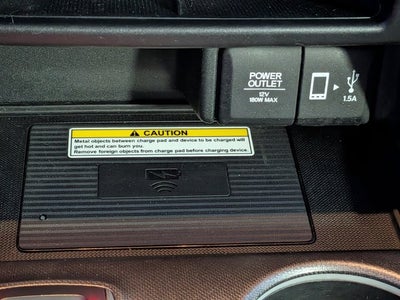 POWER
OUTLET
12V
180W MAX
1.5A
CAUTION
Metal objects between charge pad and device to be charged will
get hot and can burn you.
Remove foreign objects from charge pad before charging device.